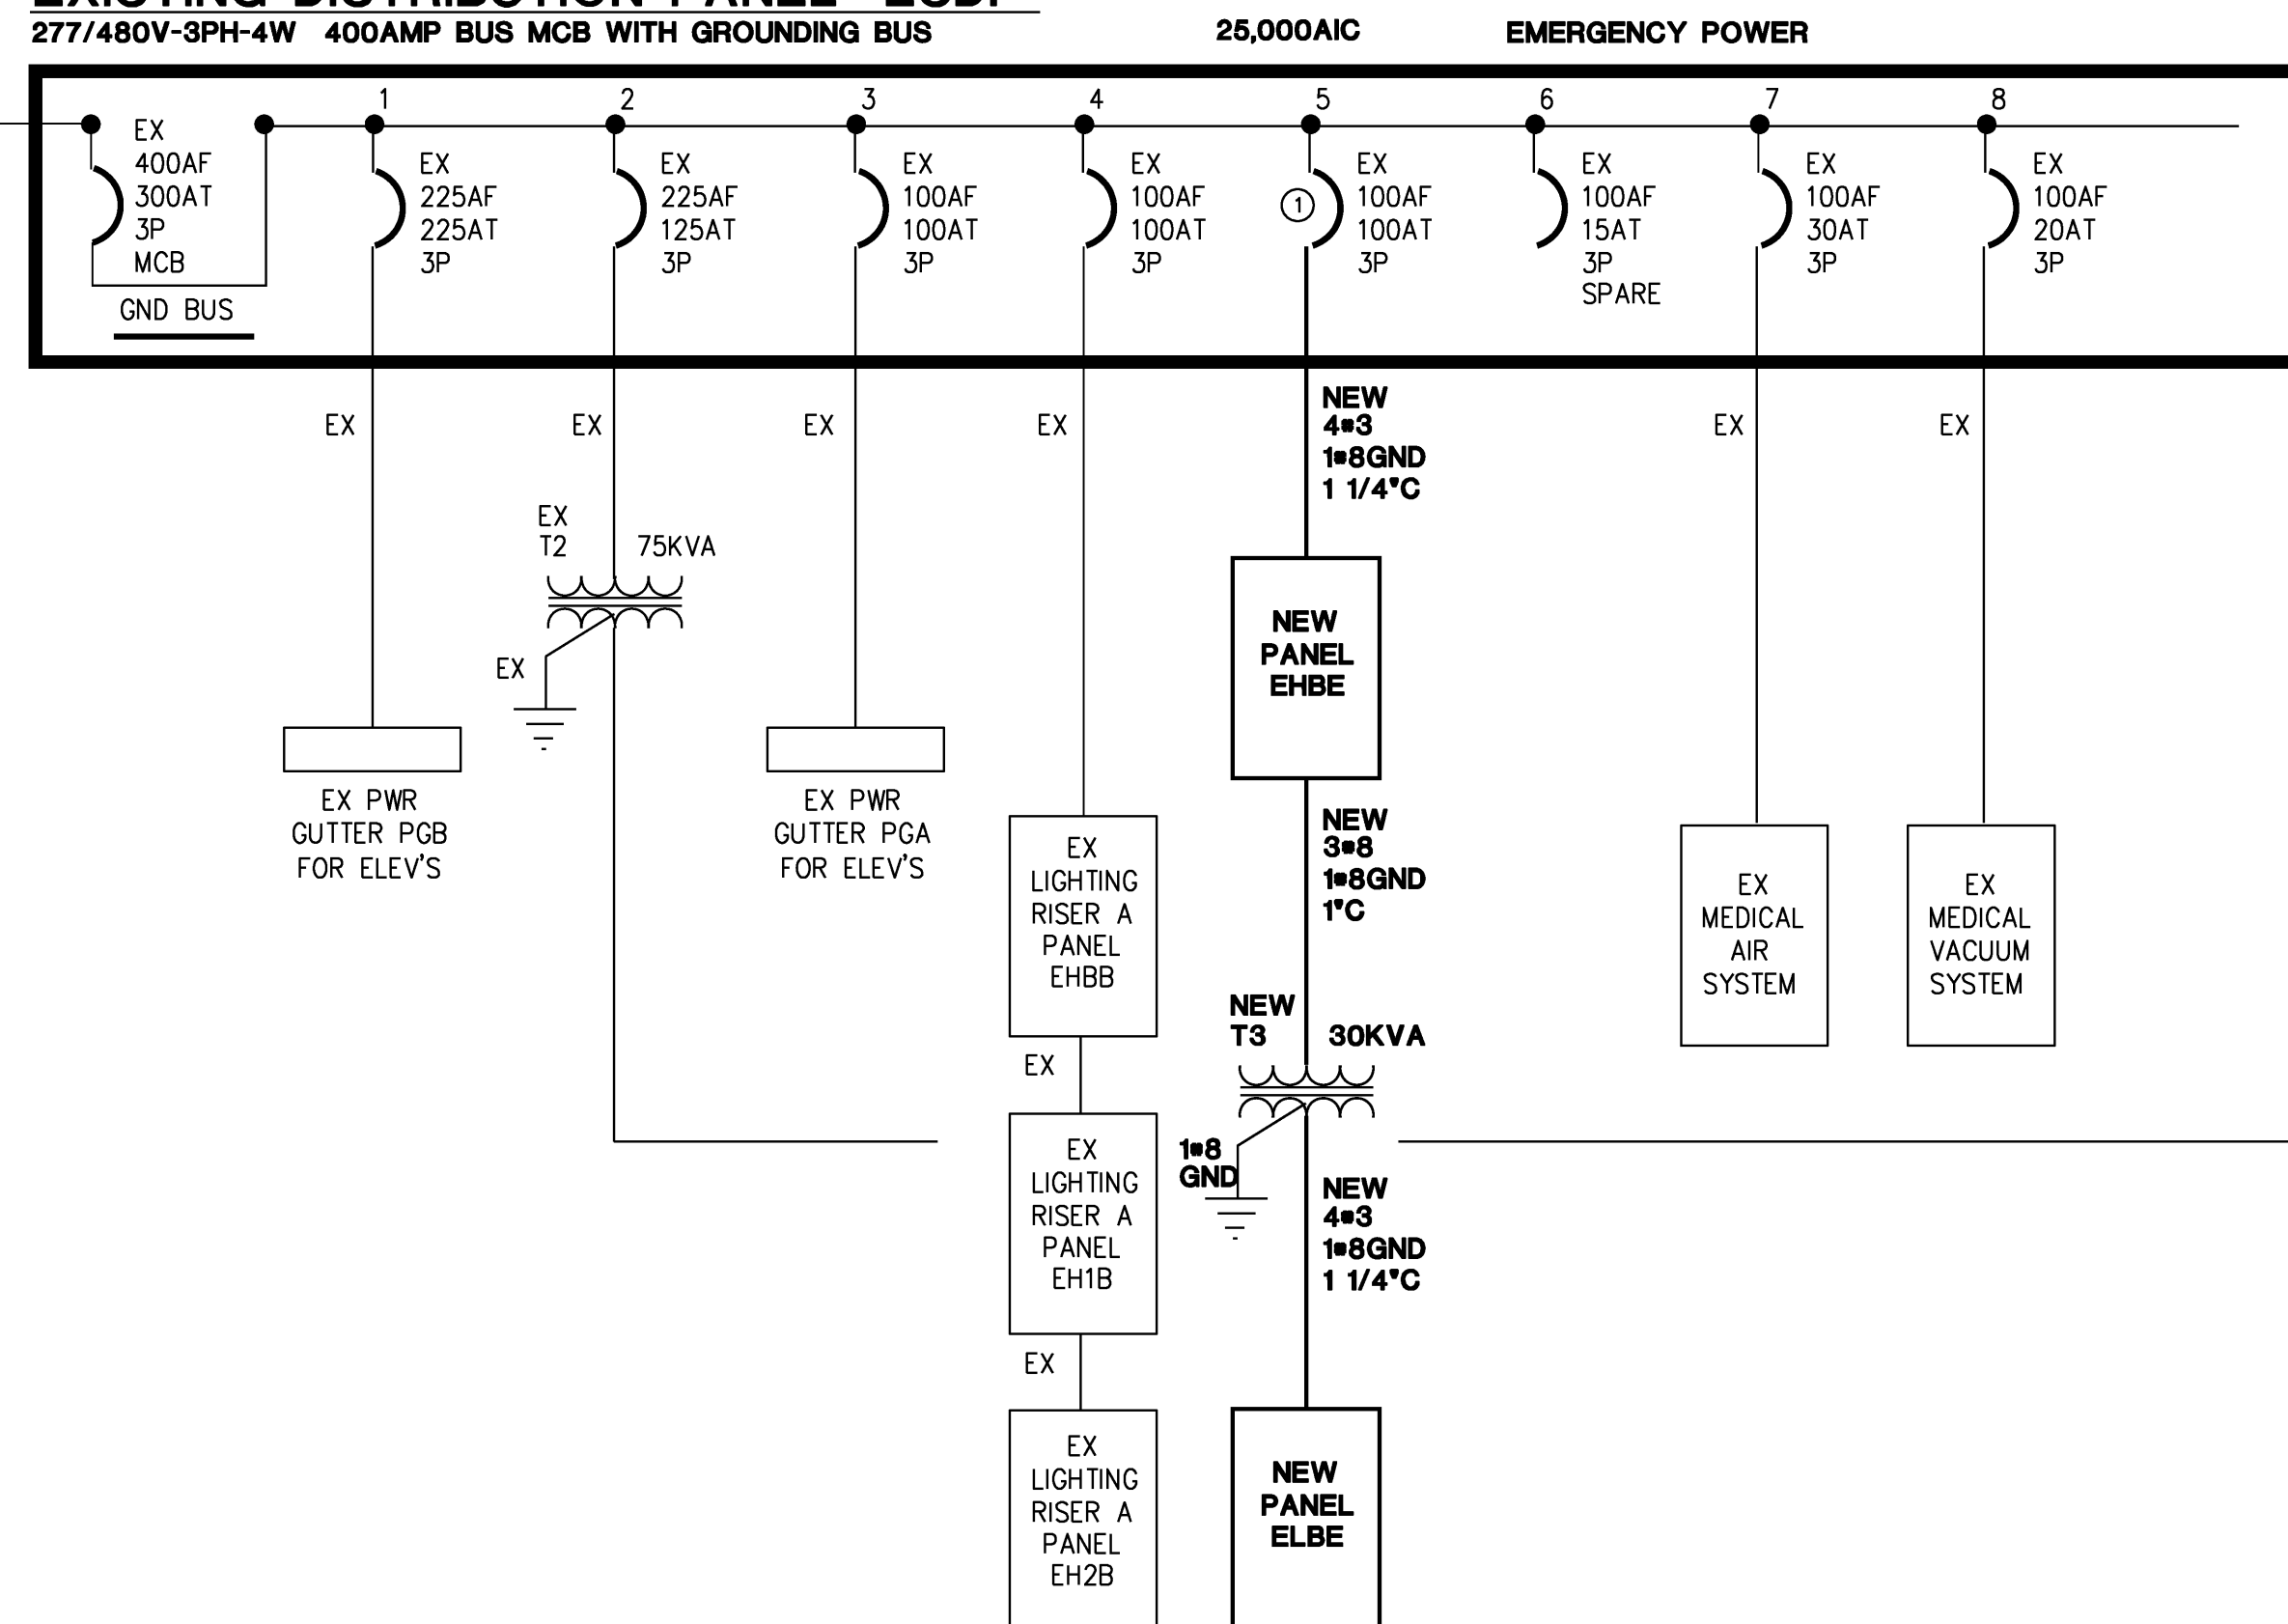 EXISTING DISTRIBUTION PANEL
277/480V-3PH-4W 400AMP BUS MCB WITH GROUNDING BUS 25,000AIC EMERGENCY POWER
1 2 3 4 5 6 7 8
EX
400AF
300AT
3P
MCB
GND BUS
EX
225AF
225AT
3P
EX
225AF
125AT
3P
EX
100AF
100AT
3P
EX
100AF
100AT
3P
1
EX
100AF
100AT
3P
EX
100AF
15AT
3P
SPARE
EX
100AF
30AT
3P
EX
100AF
20AT
3P
EX
EX
EX
EX
NEW
4#3
1#8GND
1 1/4"C
EX
EX
EX
T2 75KVA
EX
NEW
PANEL
EHBE
EX PWR
GUTTER PGB
FOR ELEV'S
EX PWR
GUTTER PGA
FOR ELEV'S
EX
LIGHTING
RISER A
PANEL
EHBB
NEW
3#8
1#8GND
1"C
EX
MEDICAL
AIR
SYSTEM
EX
MEDICAL
VACUUM
SYSTEM
NEW
T3 30KVA
EX
1#8
GND
EX
LIGHTING
RISER A
PANEL
EH1B
NEW
4#3
1#8GND
1 1/4"C
EX
EX
LIGHTING
RISER A
PANEL
EH2B
NEW
PANEL
ELBE